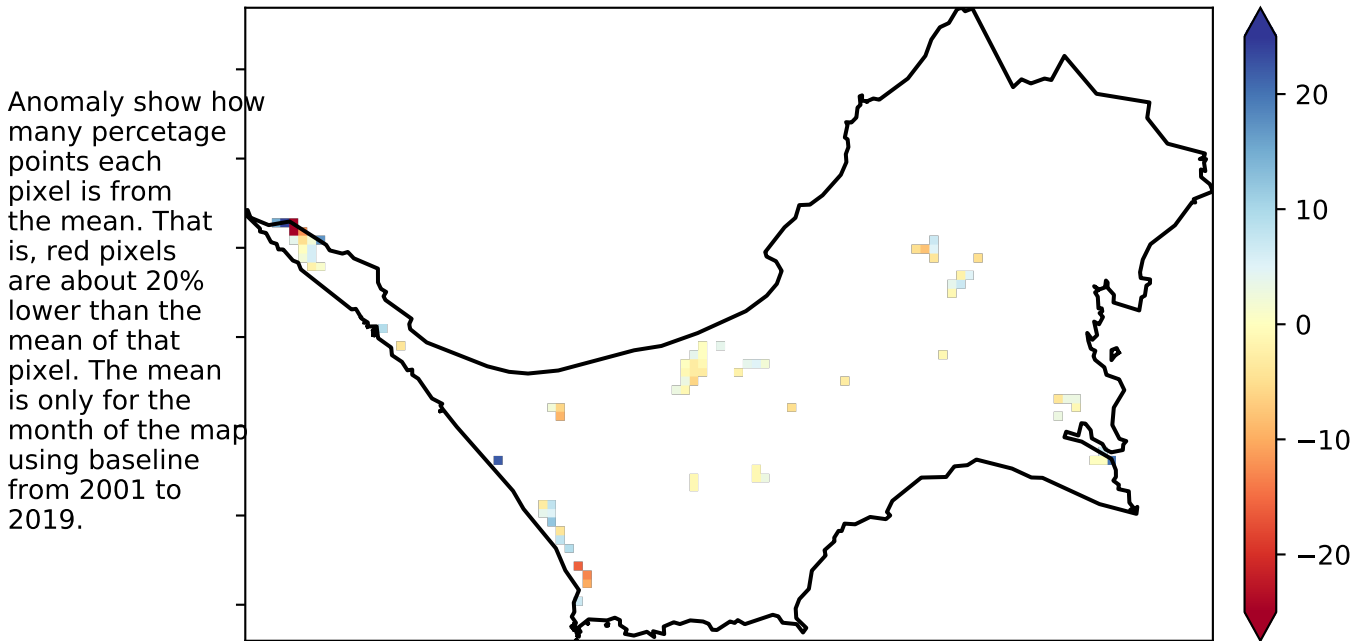 Anomaly show how
many percetage
points each
pixel is from
the mean. That
is, red pixels
are about 20%
lower than the
mean of that
pixel. The mean
is only for the
month of the map
using baseline
from 2001 to
2019.
20
10
0
−10
−20